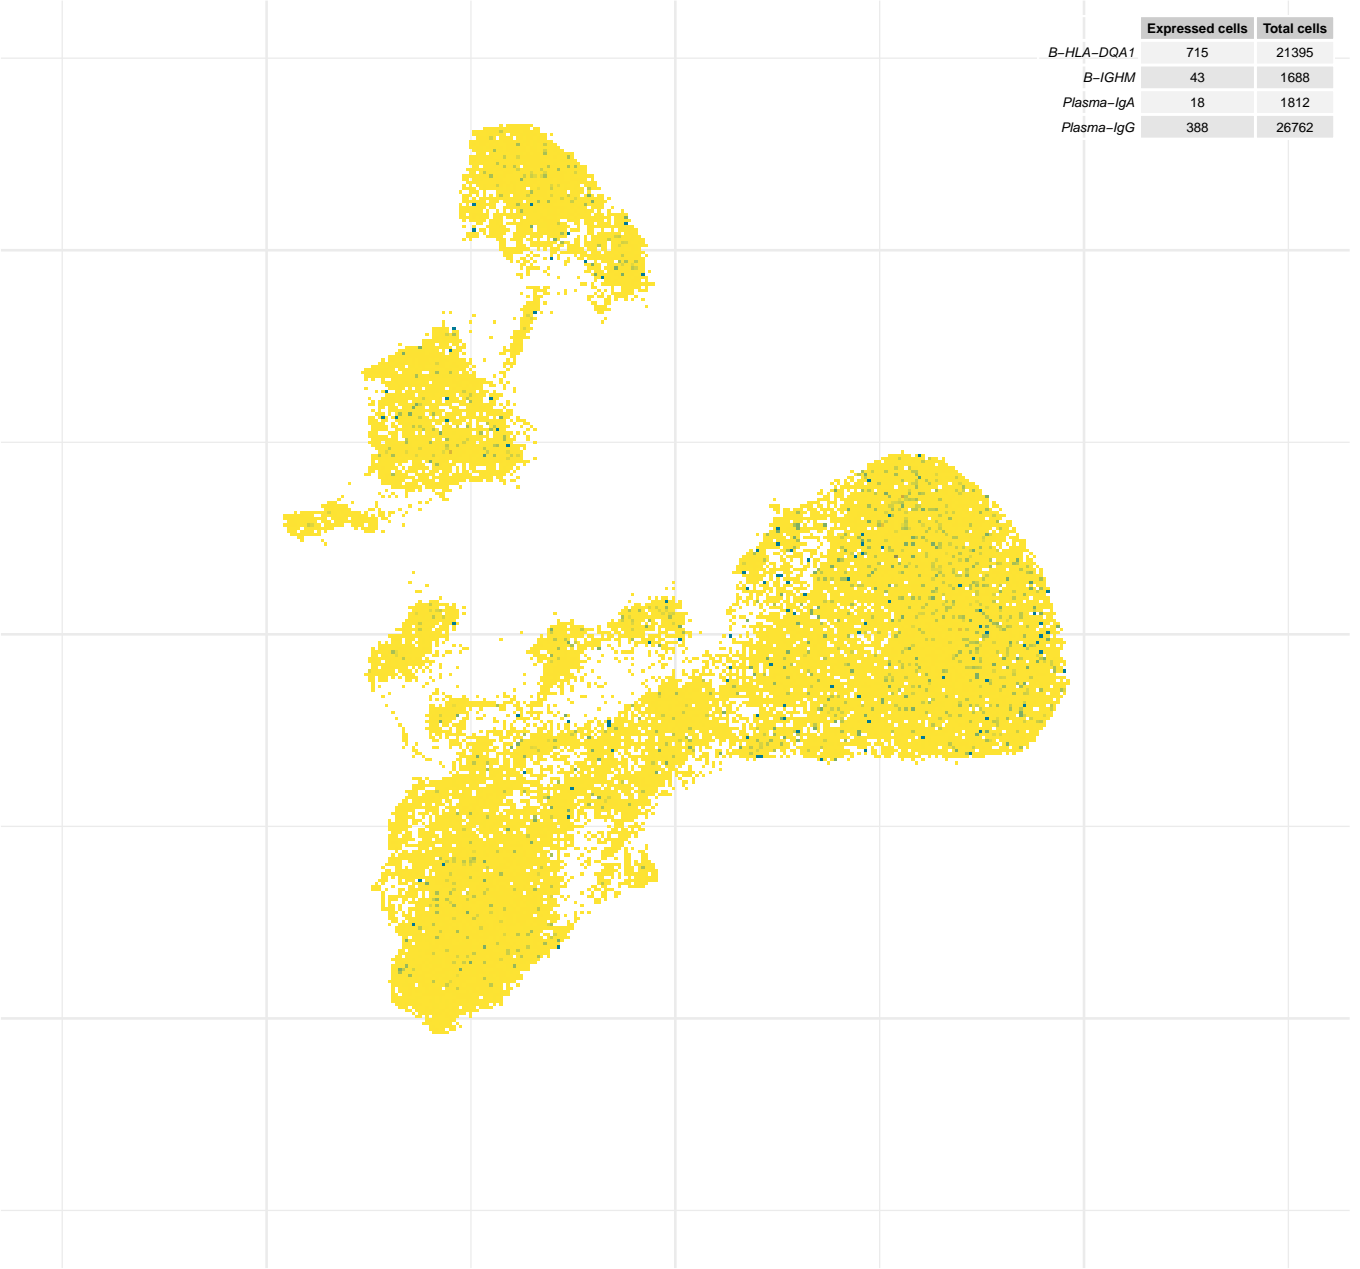 Expressed cells Total cells
B−HLA−DQA1 715 21395
B−IGHM 43 1688
Plasma−IgA 18 1812
Plasma−IgG 388 26762